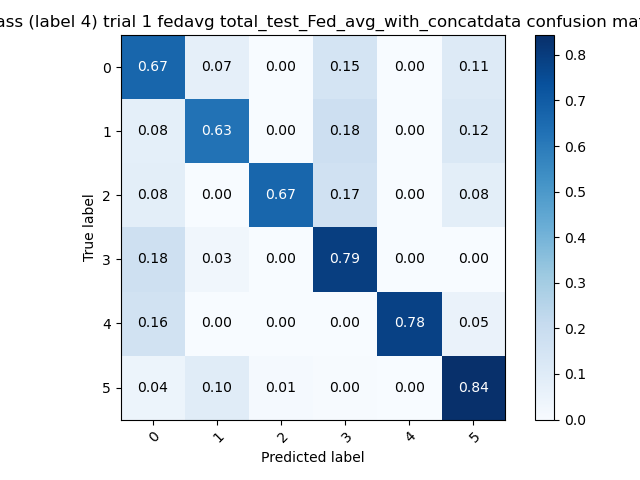 ass (label 4) trial 1 fedavg total_test_Fed_avg_with_concatdata confusion mat
True label
0 0.67 0.07 0.00 0.15 0.00 0.11
1 0.08 0.63 0.00 0.18 0.00 0.12
2 0.08 0.00 0.67 0.17 0.00 0.08
3 0.18 0.03 0.00 0.79 0.00 0.00
4 0.16 0.00 0.00 0.00 0.78 0.05
5 0.04 0.10 0.01 0.00 0.00 0.84
0 1 2 3 4 5
Predicted label
0.8
0.7
0.6
0.5
0.4
0.3
0.2
0.1
0.0